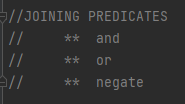 //JOINING PREDICATES
//     ** and
//     ** or
//     ** negate